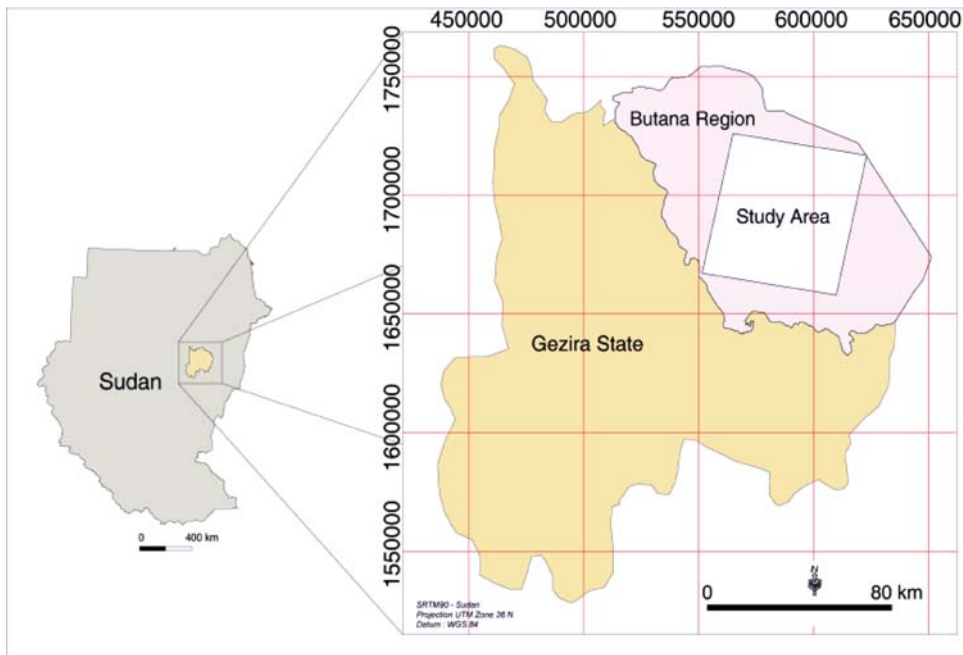 450000 500000 550000 600000 650000
1750000
1700000
1650000
1600000
1550000
Butana Region
Study Area
Gezira State
Sudan
0 400 km
N
0 80 km
SRTM90 - Sudan
Projection UTM Zone 36 N
Datum : WGS 84